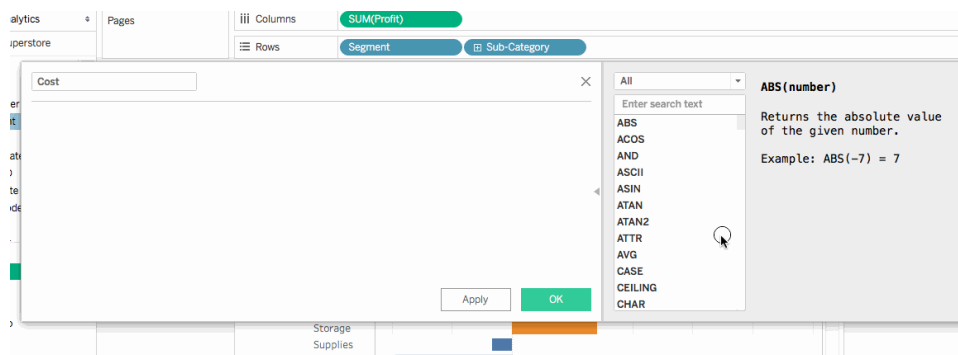 alytics
Pages
Columns
SUM(Profit)
uperstore
Rows
Segment
Sub-Category
Cost
All
Enter search text
ABS
ACOS
AND
ASCII
ASIN
ATAN
ATAN2
ATTR
AVG
CASE
CEILING
CHAR
ABS(number)
Returns the absolute value
of the given number.
Example: ABS(-7) = 7
Apply
OK
Storage
Supplies